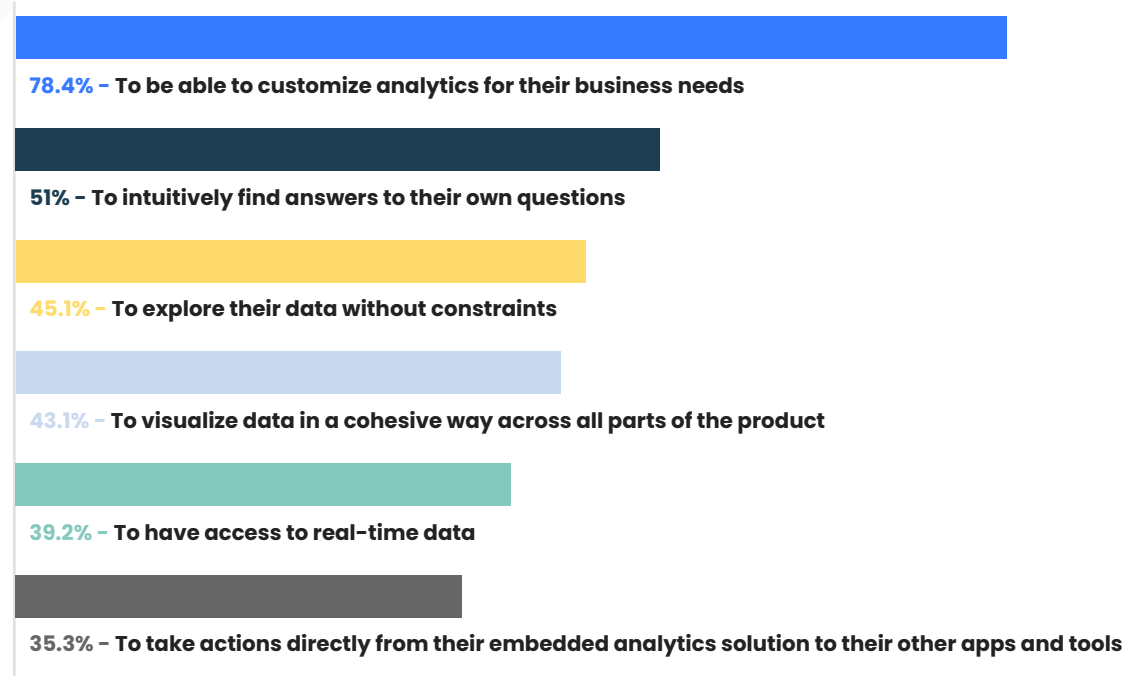 78.4% - To be able to customize analytics for their business needs
51% - To intuitively find answers to their own questions
45.1% - To explore their data without constraints
43.1% - To visualize data in a cohesive way across all parts of the product
39.2% - To have access to real-time data
35.3% - To take actions directly from their embedded analytics solution to their other apps and tools